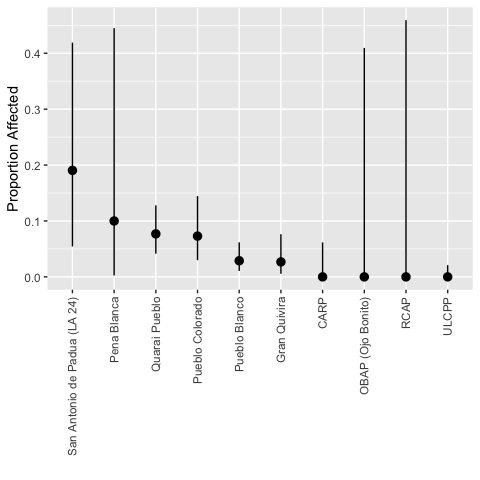 Proportion Affected
0.4
0.3
0.2
0.1
0.0
San Antonio de Padua (LA 24)
Pena Blanca
Quarai Pueblo
Pueblo Colorado
Pueblo Blanco
Gran Quivira
CARP
OBAP (Ojo Bonito)
RCAP
ULCPP